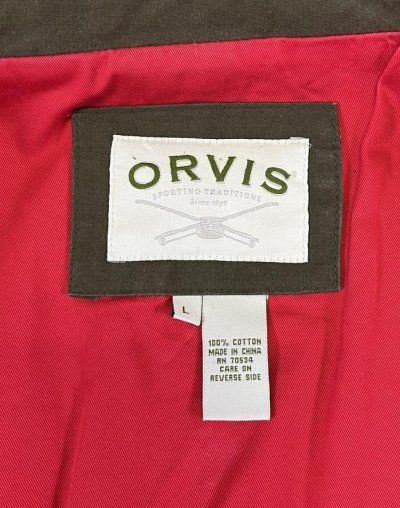 ORVIS
SPORTING TRADITIONS
Since 1856
L
100% COTTON
MADE IN CHINA
RN 70534
CARE ON
REVERSE SIDE